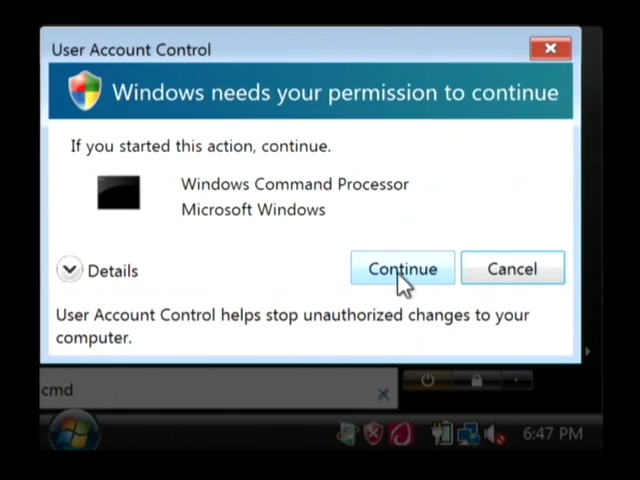 User Account Control
Windows needs your permission to continue
If you started this action, continue.
Windows Command Processor
Microsoft Windows
Details
Continue
Cancel
User Account Control helps stop unauthorized changes to your
computer.
cmd
6:47 PM